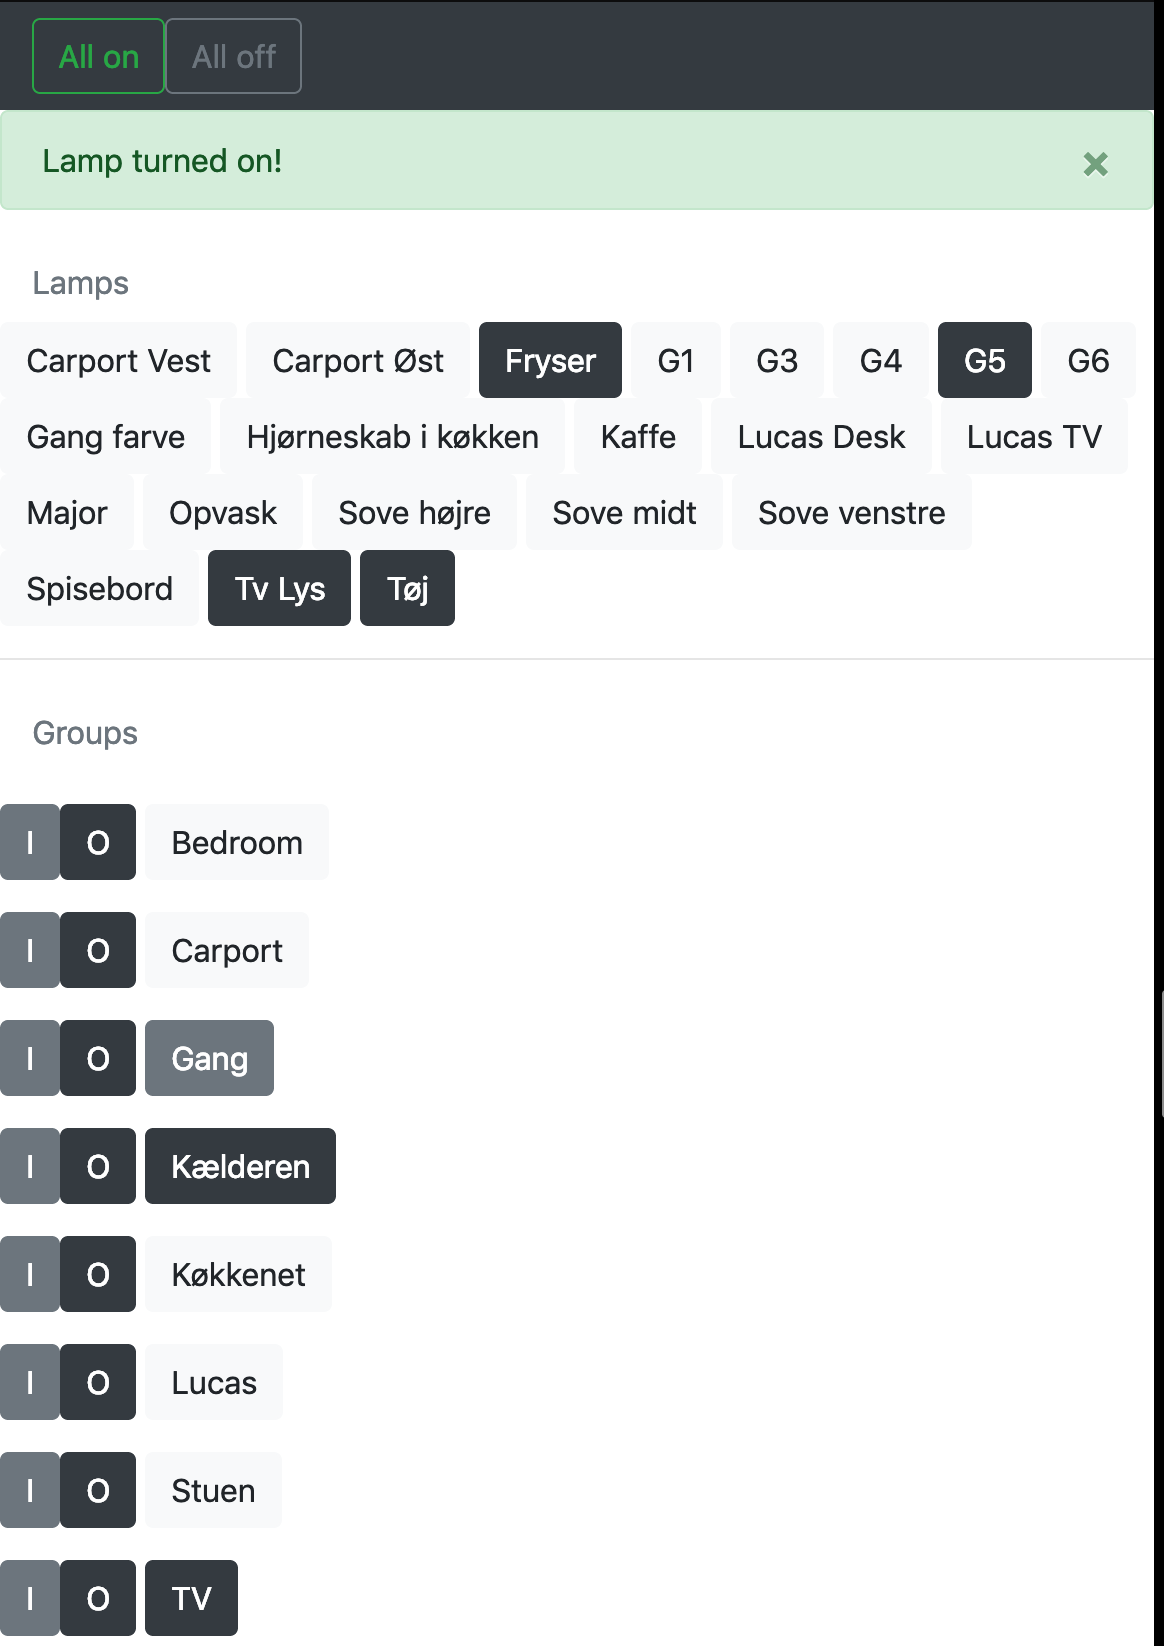 All on All off
Lamp turned on! ×
Lamps
Carport Vest Carport Øst Fryser G1 G3 G4 G5 G6
Gang farve Hjørneskab i køkken Kaffe Lucas Desk Lucas TV
Major Opvask Sove højre Sove midt Sove venstre
Spisebord Tv Lys Tøj
Groups
I O Bedroom
I O Carport
I O Gang
I O Kælderen
I O Køkkenet
I O Lucas
I O Stuen
I O TV